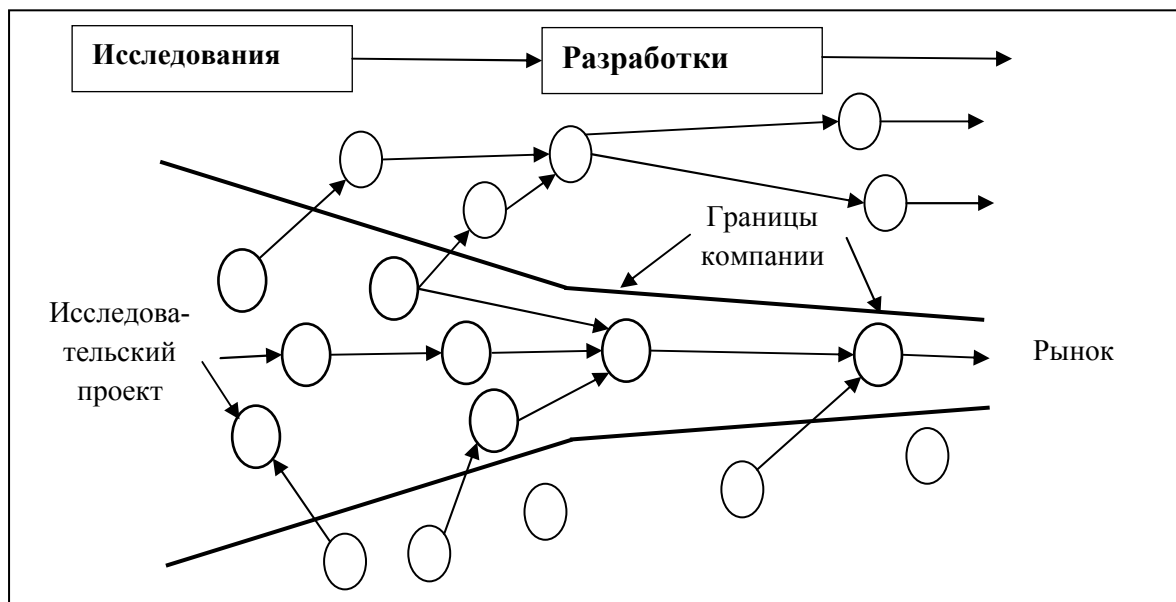 Исследования
Разработки
Границы
компании
Исследова-
тельский
проект
Рынок